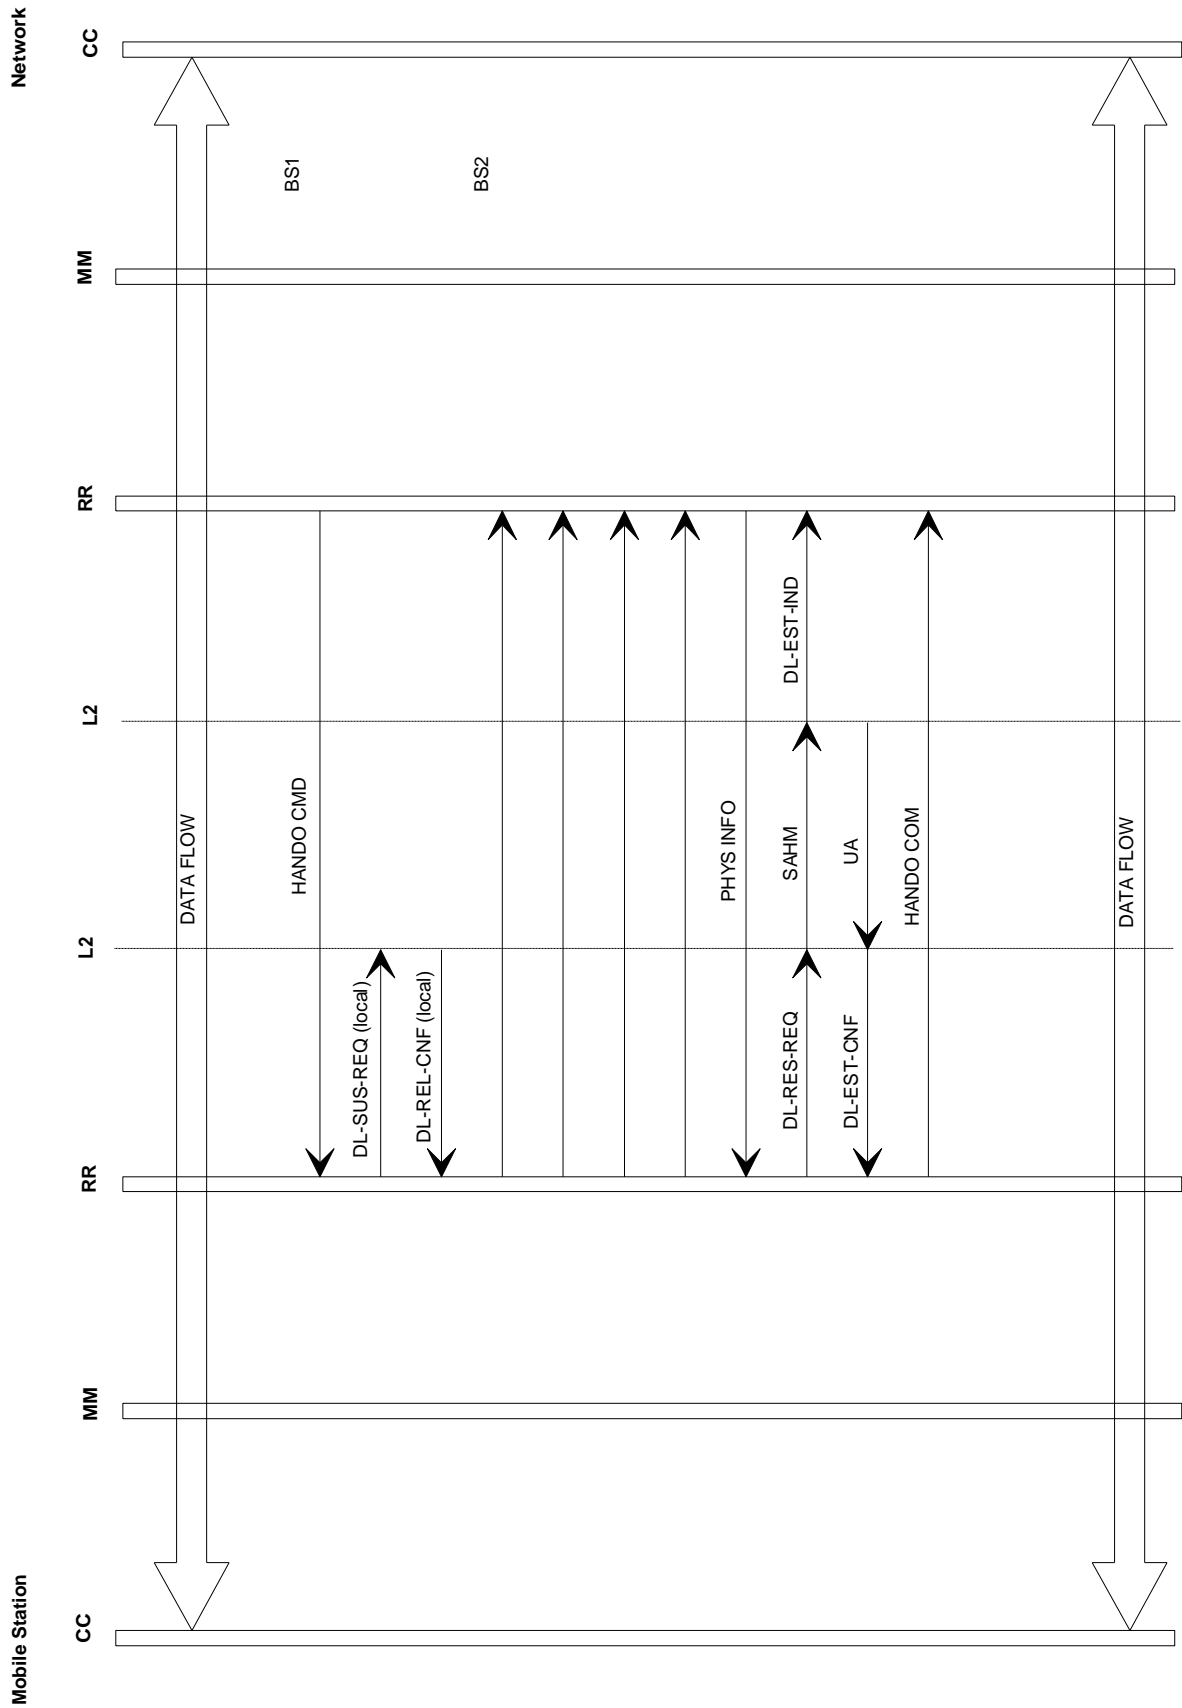 Mobile Station
Network
CC
MM
RR
L2
L2
RR
MM
CC
DATA FLOW
BS1
HANDO CMD
DL-SUS-REQ (local)
DL-REL-CNF (local)
BS2
PHYS INFO
DL-RES-REQ
SAHM
DL-EST-IND
DL-EST-CNF
UA
HANDO COM
DATA FLOW